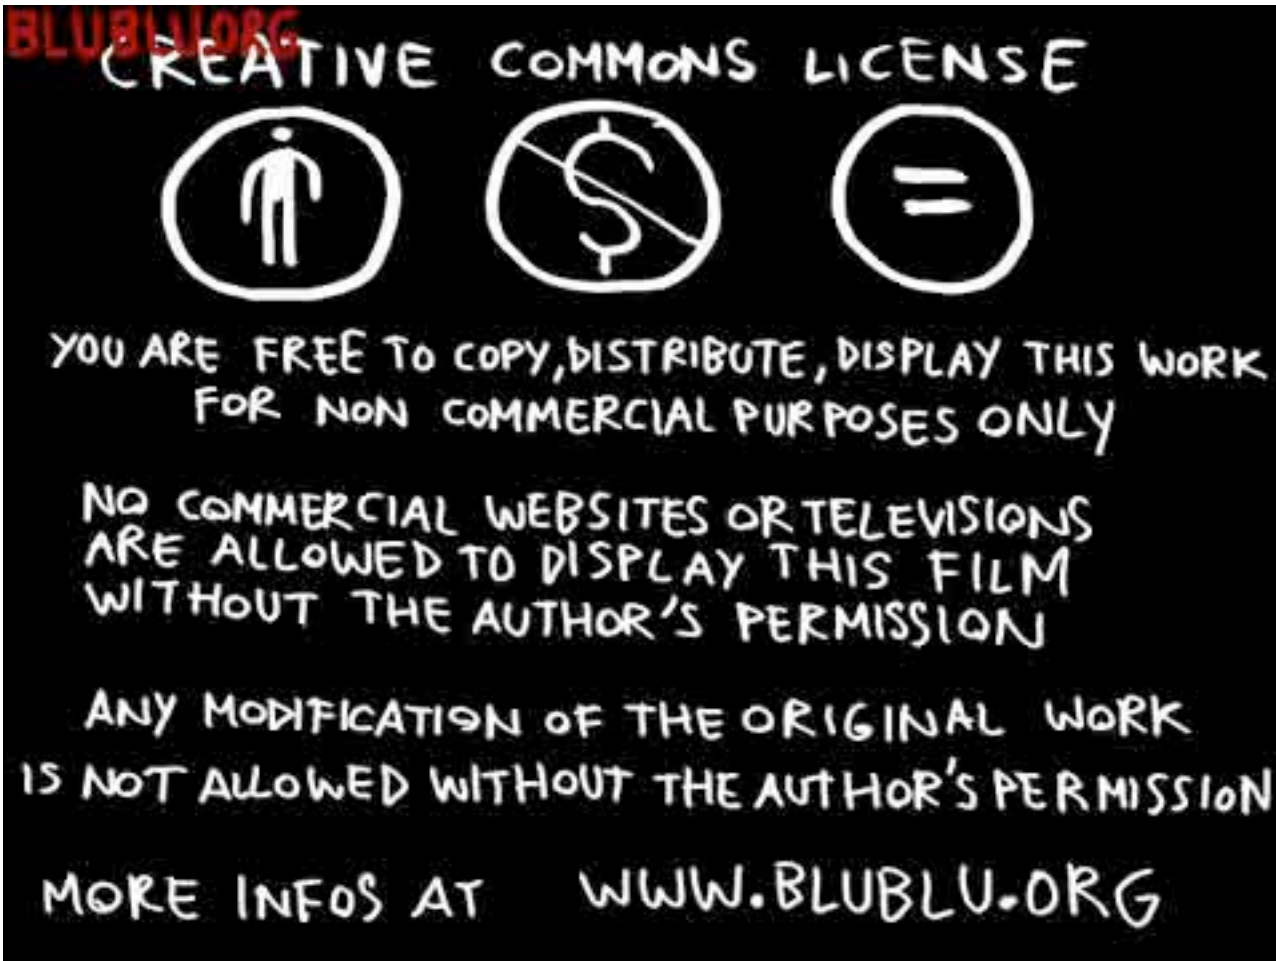 BLUBLU.ORG
CREATIVE COMMONS LICENSE
$ =
YOU ARE FREE TO COPY, DISTRIBUTE, DISPLAY THIS WORK
FOR NON COMMERCIAL PURPOSES ONLY
NO COMMERCIAL WEBSITES OR TELEVISIONS
ARE ALLOWED TO DISPLAY THIS FILM
WITHOUT THE AUTHOR'S PERMISSION
ANY MODIFICATION OF THE ORIGINAL WORK
IS NOT ALLOWED WITHOUT THE AUTHOR'S PERMISSION
MORE INFOS AT WWW.BLUBLU.ORG